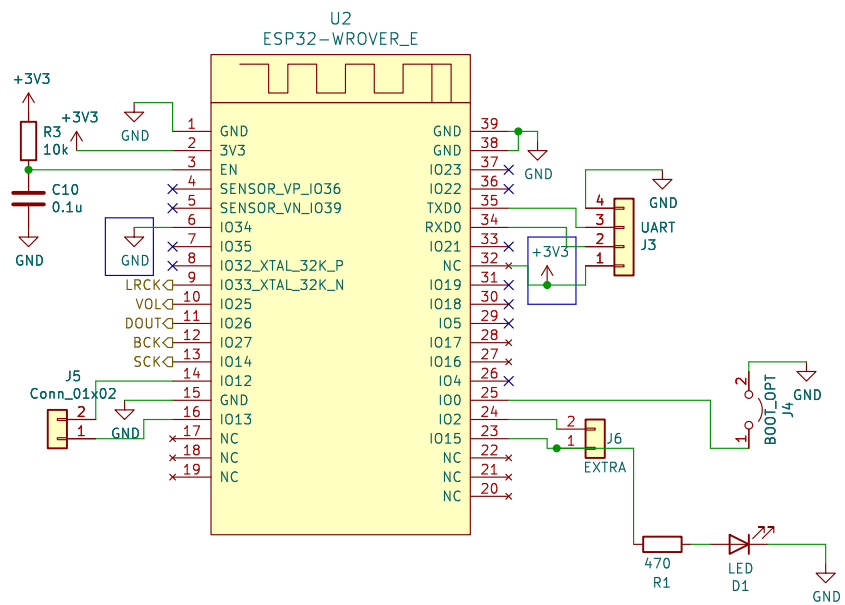 U2
ESP32-WROVER_E
+3V3
R3
10k
+3V3
C10
0.1u
GND
GND
GND
1 GND
2 3V3
3 EN
4 SENSOR_VP_IO36
5 SENSOR_VN_IO39
6 IO34
7 IO35
8 IO32_XTAL_32K_P
LRCK 9 IO33_XTAL_32K_N
VOL 10 IO25
DOUT 11 IO26
BCK 12 IO27
SCK 13 IO14
14 IO12
15 GND
16 IO13
17 NC
18 NC
19 NC
J5
Conn_01x02
2
1
GND
GND 39
GND 38
IO23 37
IO22 36
TXD0 35
RXD0 34
IO21 33
NC 32
IO19 31
IO18 30
IO5 29
IO17 28
IO16 27
IO4 26
IO0 25
IO2 24
IO15 23
NC 22
NC 21
NC 20
GND
GND
4
3
2
1
UART
J3
+3V3
2
1
J6
EXTRA
GND
2
1
BOOT_OPT
J4
470
R1
LED
D1
GND